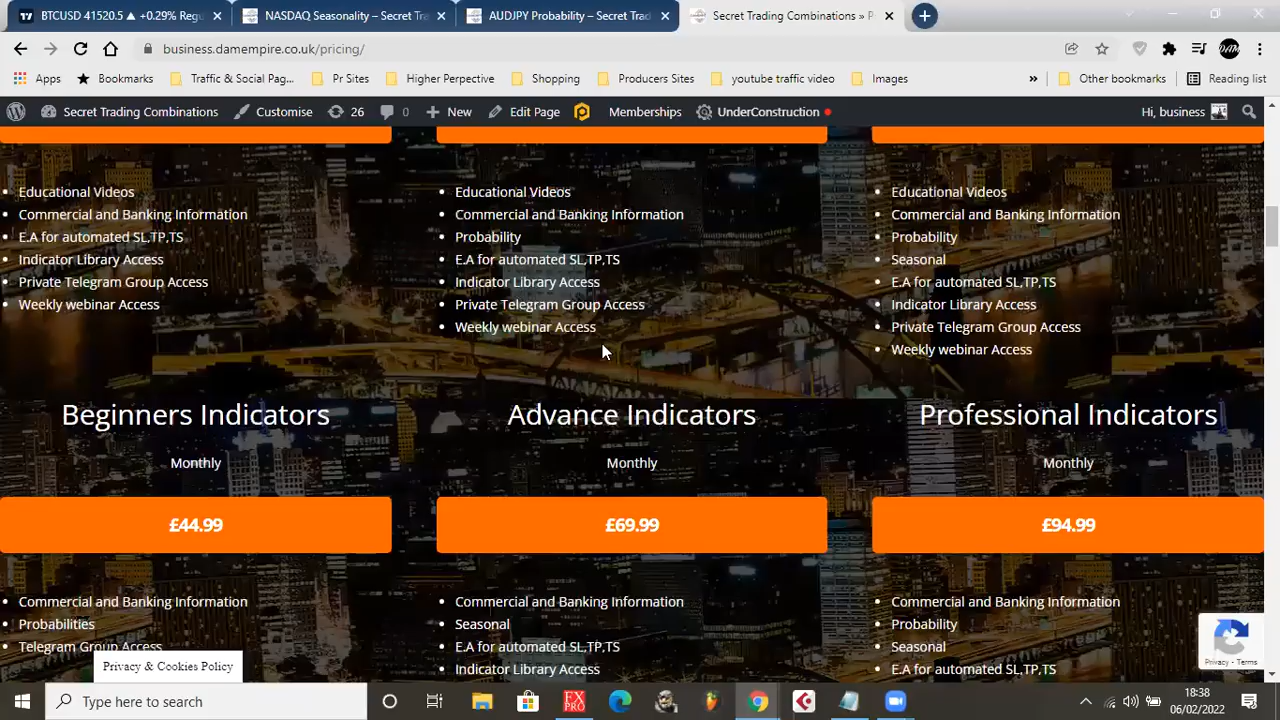 BTCUSD 41520.5 ▲ +0.29% Reg
NASDAQ Seasonality – Secret Tra
AUDJPY Probability – Secret Trad
Secret Trading Combinations » P
business.damempire.co.uk/pricing/
Apps
Bookmarks
Traffic & Social Pag...
Pr Sites
Higher Perpective
Shopping
Producers Sites
youtube traffic video
Images
»
Other bookmarks
Reading list
Secret Trading Combinations
Customise
26
0
New
Edit Page
Memberships
UnderConstruction
Hi, business
• Educational Videos
• Commercial and Banking Information
• E.A for automated SL,TP,TS
• Indicator Library Access
• Private Telegram Group Access
• Weekly webinar Access
• Educational Videos
• Commercial and Banking Information
• Probability
• E.A for automated SL,TP,TS
• Indicator Library Access
• Private Telegram Group Access
• Weekly webinar Access
• Educational Videos
• Commercial and Banking Information
• Probability
• Seasonal
• E.A for automated SL,TP,TS
• Indicator Library Access
• Private Telegram Group Access
• Weekly webinar Access
Beginners Indicators
Monthly
£44.99
• Commercial and Banking Information
• Probabilities
• Telegram Group Access
Advance Indicators
Monthly
£69.99
• Commercial and Banking Information
• Seasonal
• E.A for automated SL,TP,TS
• Indicator Library Access
Professional Indicators
Monthly
£94.99
• Commercial and Banking Information
• Probability
• Seasonal
• E.A for automated SL,TP,TS
Privacy & Cookies Policy
Privacy - Terms
Type here to search
FX
PRO
18:38
06/02/2022